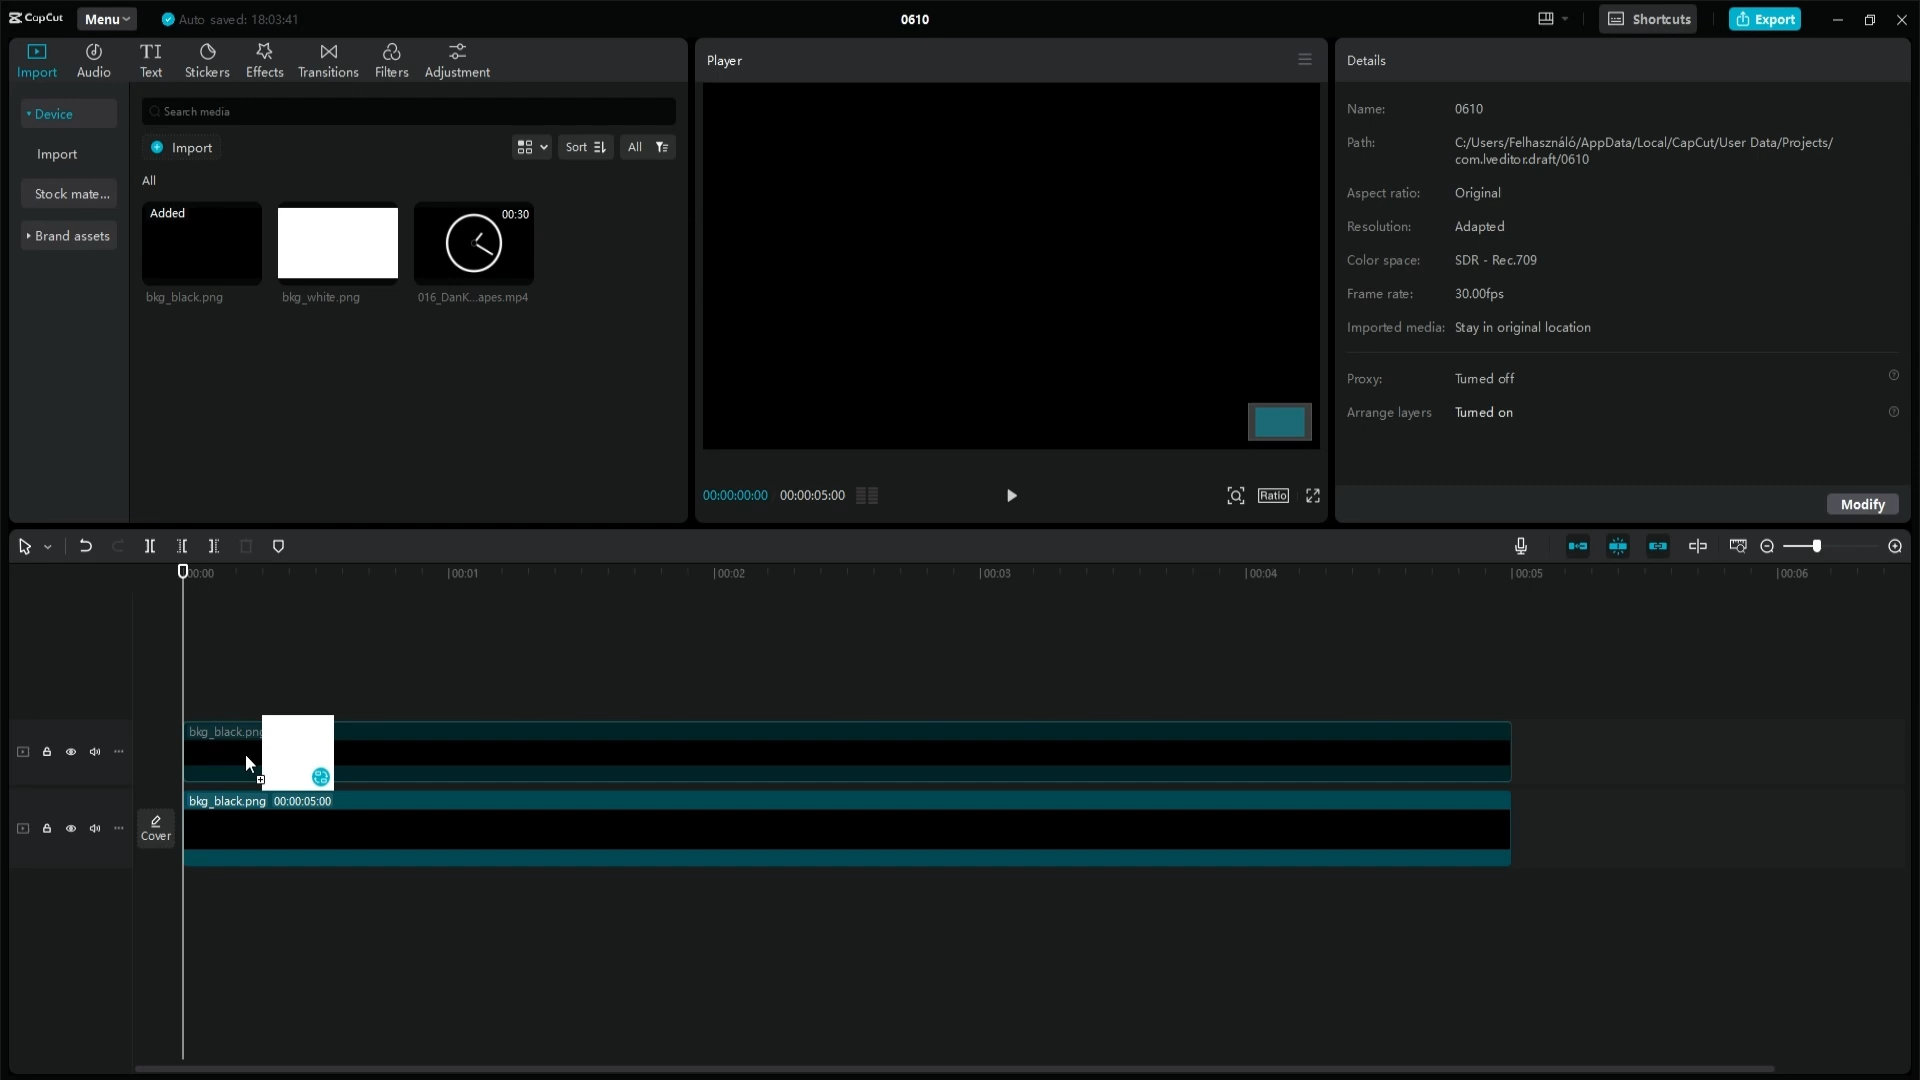 CapCut
Menu
Auto saved: 18:03:41
0610
Shortcuts
Export
Import
Audio
TI
Text
Stickers
Effects
Transitions
Filters
Adjustment
Player
Details
Device
Import
Stock mate...
Brand assets
Search media
Import
Sort
All
All
Added
bkg_black.png
bkg_white.png
00:30
016_DanK...apes.mp4
00:00:00:00
00:00:05:00
Ratio
Name:
0610
Path:
C:/Users/Felhasználó/AppData/Local/CapCut/User Data/Projects/
com.lveditor.draft/0610
Aspect ratio:
Original
Resolution:
Adapted
Color space:
SDR - Rec.709
Frame rate:
30.00fps
Imported media:
Stay in original location
Proxy:
Turned off
Arrange layers
Turned on
Modify
00:00
00:01
00:02
00:03
00:04
00:05
00:06
bkg_black.png
bkg_black.png 00:00:05:00
Cover